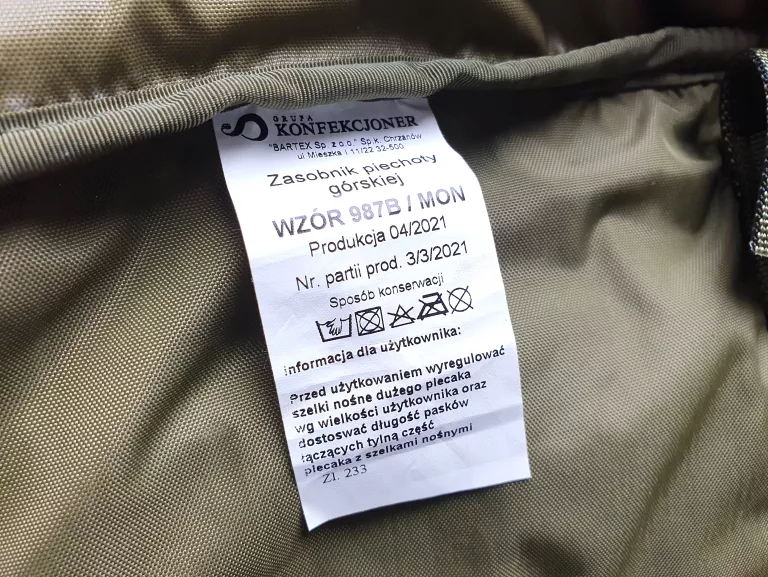 GRUPA
KONFEKCJONER
"BARTEX Sp. z o.o." Sp.k. Chrzanów
ul Mieszka I 11/22 32-500
Zasobnik piechoty
górskiej
WZÓR 987B / MON
Produkcja 04/2021
Nr. partii prod. 3/3/2021
Sposób konserwacji
Informacja dla użytkownika:
Przed użytkowaniem wyregulować
szelki nośne dużego plecaka
wg wielkości użytkownika oraz
dostosować długość pasków
łączących tylną część
plecaka z szelkami nośnymi
Zl. 233